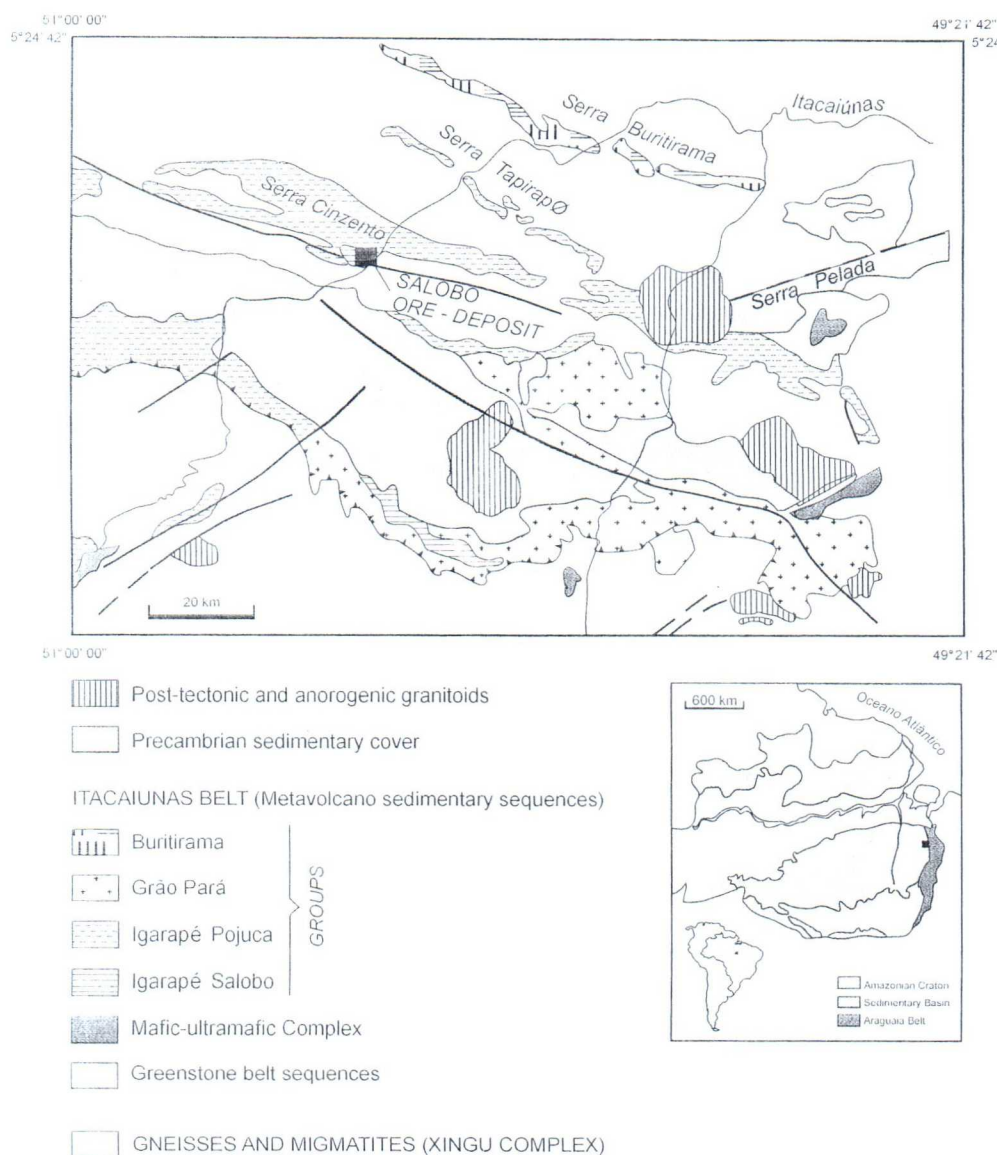 51°00' 00"
49°21' 42"
5°24' 42"
5°24
Serra
Buritirama
Itacaiúnas
Serra
TapirapØ
Serra Cinzento
SALOBO
ORE - DEPOSIT
Serra Pelada
20 km
51°00' 00"
49°21' 42"
Post-tectonic and anorogenic granitoids
Precambrian sedimentary cover
ITACAIUNAS BELT (Metavolcano sedimentary sequences)
Buritirama
Grão Pará
Igarapé Pojuca
Igarapé Salobo
GROUPS
Mafic-ultramafic Complex
Greenstone belt sequences
GNEISSES AND MIGMATITES (XINGU COMPLEX)
600 km
Oceano Atlântico
Amazonian Craton
Sedimentary Basin
Araguaia Belt